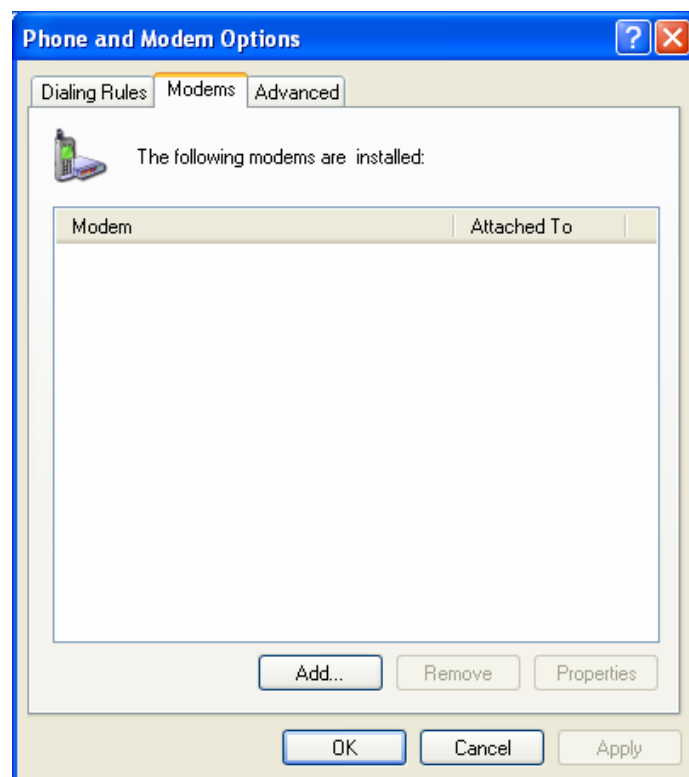 Phone and Modem Options
Dialing Rules Modems Advanced
The following modems are installed:
Modem Attached To
Add... Remove Properties
OK Cancel Apply